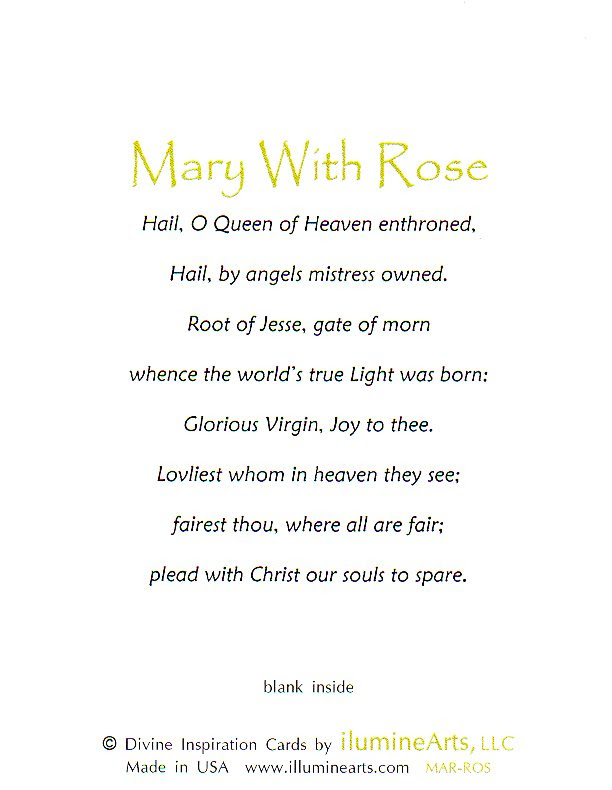 Mary With Rose
Hail, O Queen of Heaven enthroned,
Hail, by angels mistress owned.
Root of Jesse, gate of morn
whence the world's true Light was born:
Glorious Virgin, Joy to thee.
Lovliest whom in heaven they see;
fairest thou, where all are fair;
plead with Christ our souls to spare.
blank inside
© Divine Inspiration Cards by ilumineArts, LLC
Made in USA www.illuminearts.com MAR-ROS